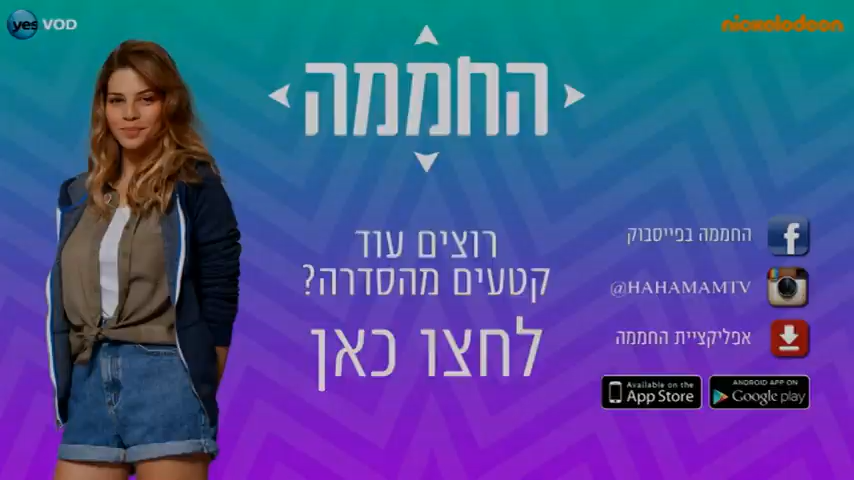 yes VOD
nickelodeon
החממה
רוצים עוד
קטעים מהסדרה?
לחצו כאן
החממה בפייסבוק
@HAHAMAMTV
אפליקציית החממה
Available on the
App Store
ANDROID APP ON
Google play